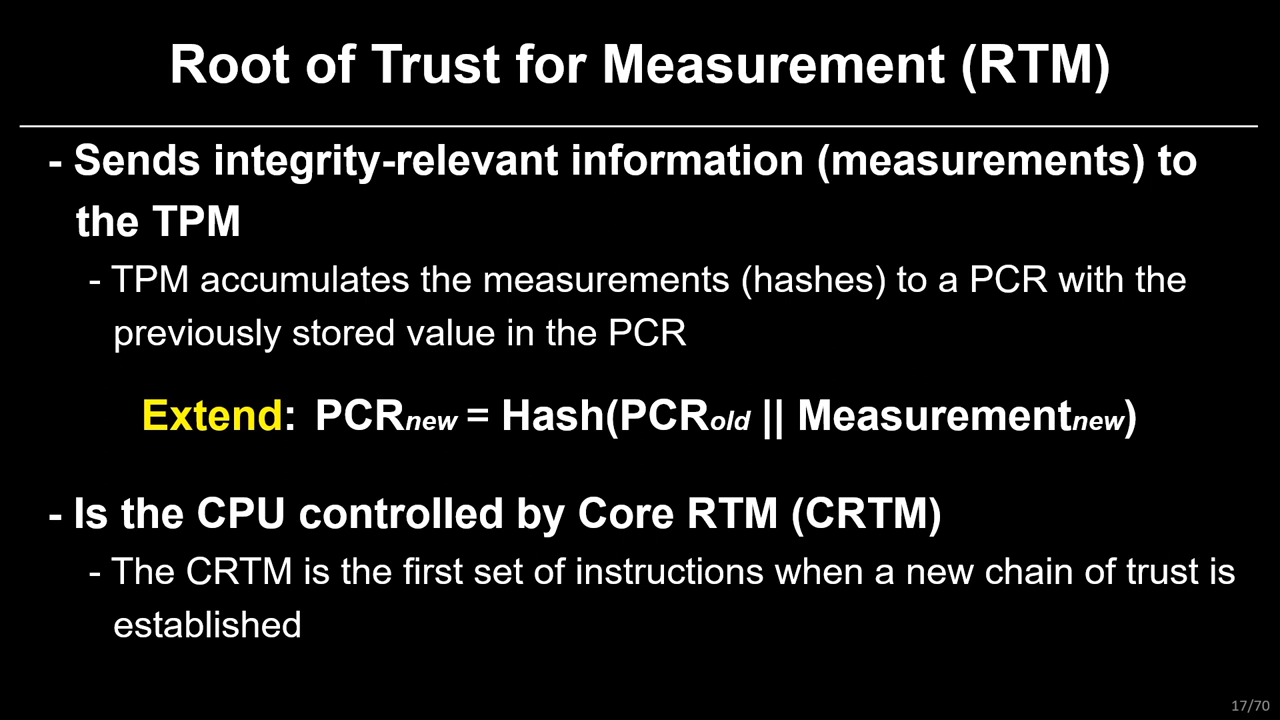 Root of Trust for Measurement (RTM)
- Sends integrity-relevant information (measurements) to
the TPM
- TPM accumulates the measurements (hashes) to a PCR with the
previously stored value in the PCR
Extend: PCRnew = Hash(PCRold || Measurementnew)
- Is the CPU controlled by Core RTM (CRTM)
- The CRTM is the first set of instructions when a new chain of trust is
established
17/70